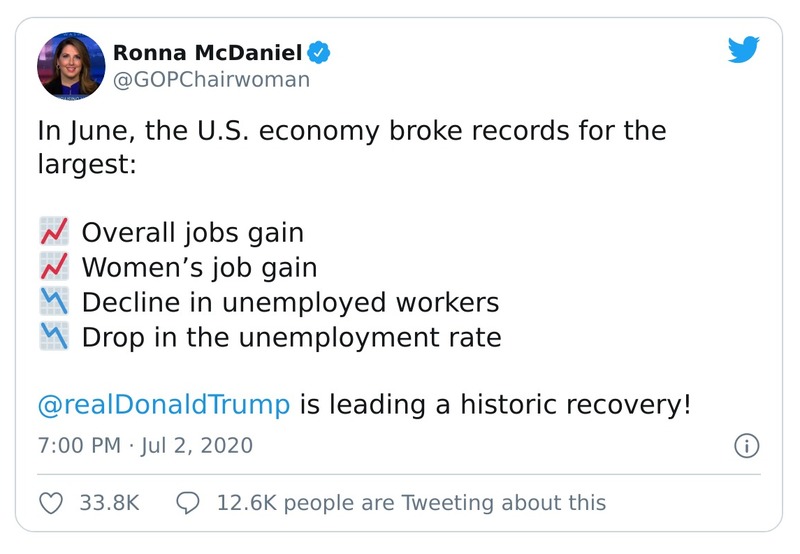 Ronna McDaniel
@GOPChairwoman
In June, the U.S. economy broke records for the
largest:
📈 Overall jobs gain
📈 Women’s job gain
📉 Decline in unemployed workers
📉 Drop in the unemployment rate
@realDonaldTrump is leading a historic recovery!
7:00 PM · Jul 2, 2020
33.8K 12.6K people are Tweeting about this